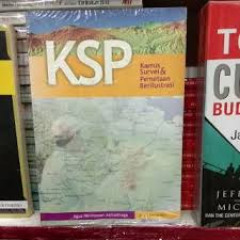 KSP
Kamus
Survei &
Pemetaan
Berilustrasi
TO
CU
BUD
J
JEFF
MIC